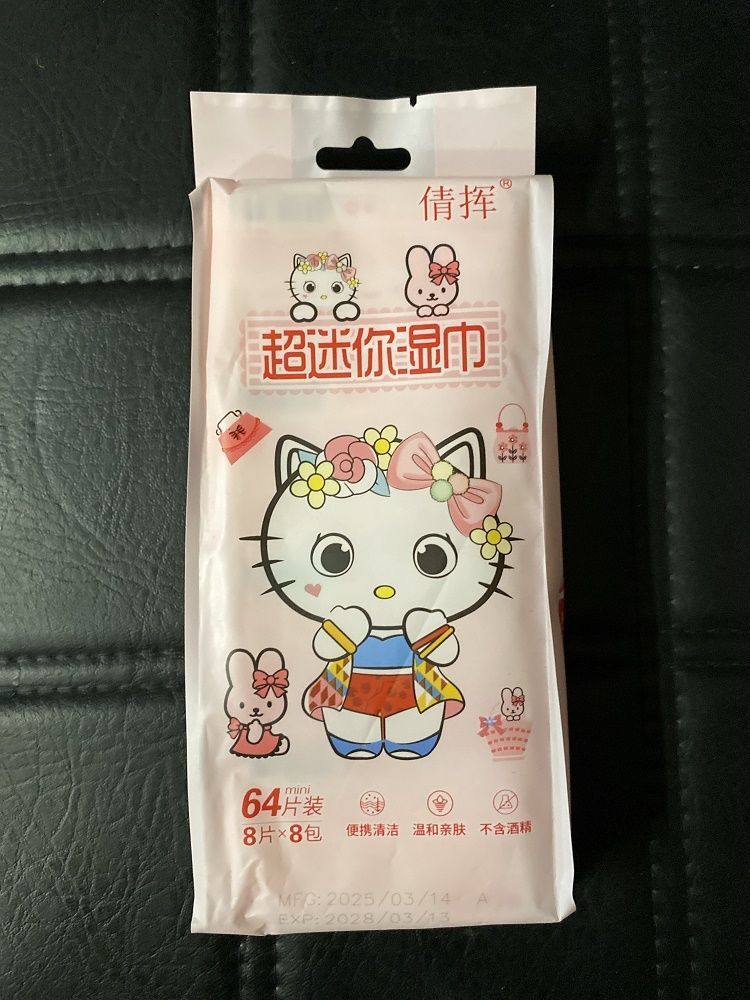 倩挥®
超迷你湿巾
64mini片装
8片×8包
便携清洁 温和亲肤 不含酒精
MFG: 2025/03/14 A
EXP: 2028/03/13